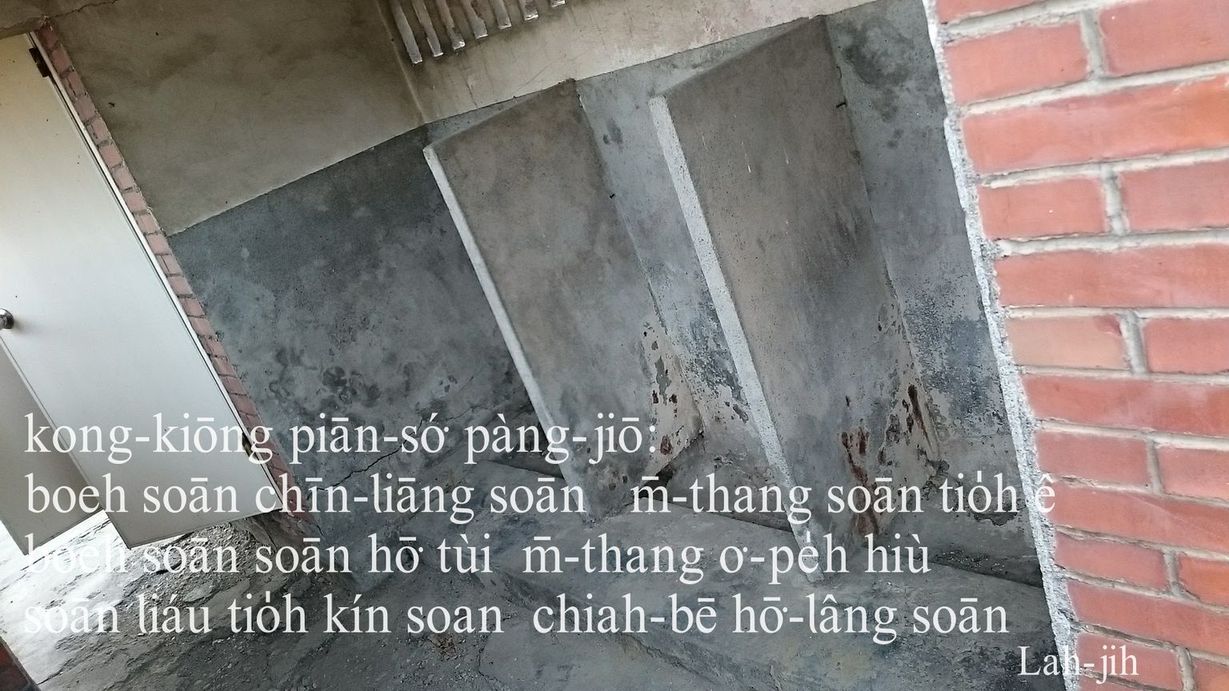 kong-kiōng piān-só͘ pàng-jiō:
boeh soān chīn-liāng soān m̄-thang soān tio̍h ê
boeh soān soān hō͘ tùi m̄-thang o͘-pe̍h hiù
soān liáu tio̍h kín soan chiah-bē hō͘-lâng soān
Lah-jih